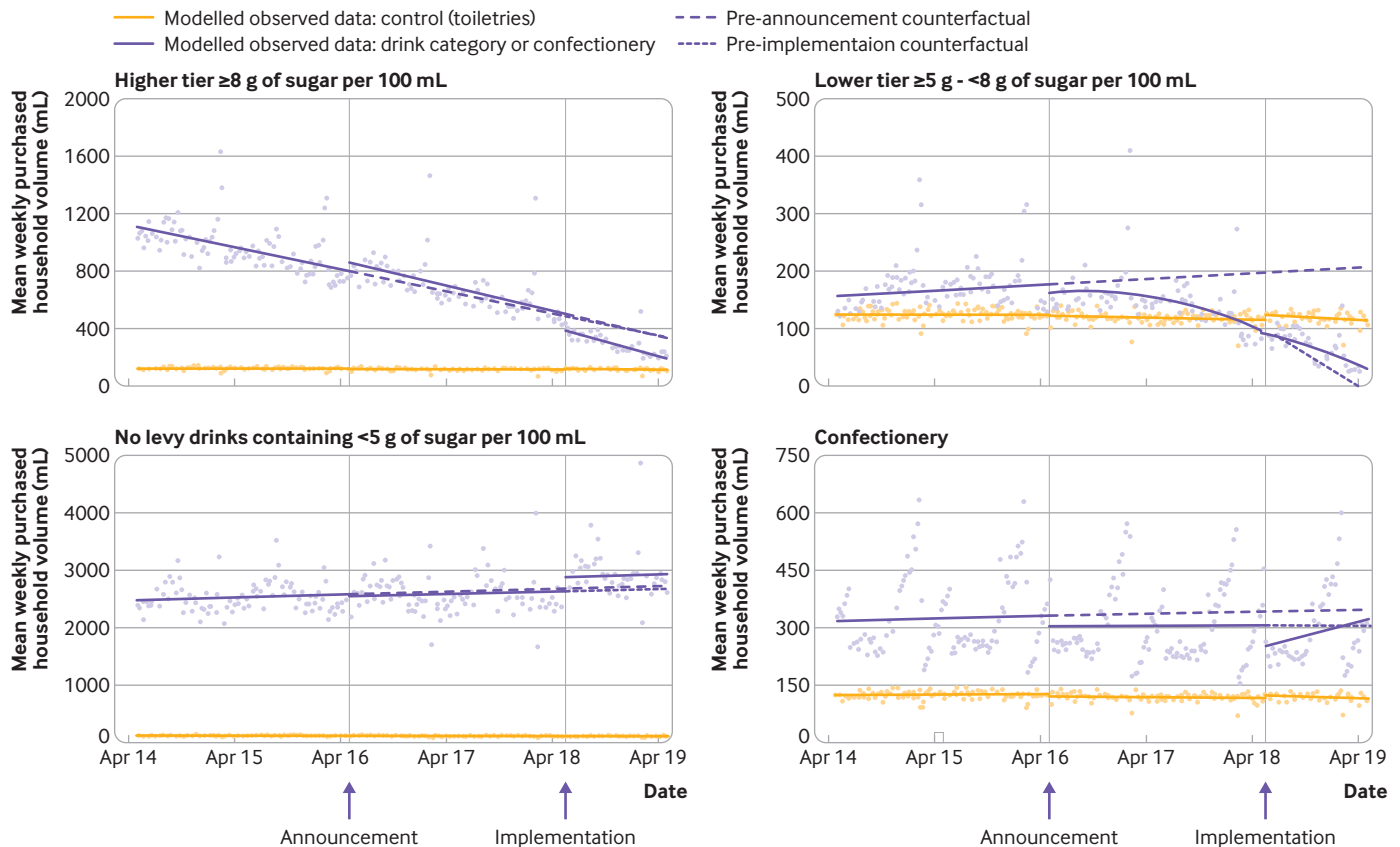 Modelled observed data: control (toiletries)
Modelled observed data: drink category or confectionery
Pre-announcement counterfactual
Pre-implementaion counterfactual
Higher tier ≥8 g of sugar per 100 mL
Mean weekly purchased
household volume (mL)
2000
1600
1200
800
400
0
Lower tier ≥5 g - <8 g of sugar per 100 mL
Mean weekly purchased
household volume (mL)
500
400
300
200
100
0
No levy drinks containing <5 g of sugar per 100 mL
Mean weekly purchased
household volume (mL)
5000
4000
3000
2000
1000
0
Apr 14 Apr 15 Apr 16 Apr 17 Apr 18 Apr 19
Date
Announcement Implementation
Confectionery
Mean weekly purchased
household volume (mL)
750
600
450
300
150
0
Apr 14 Apr 15 Apr 16 Apr 17 Apr 18 Apr 19
Date
Announcement Implementation